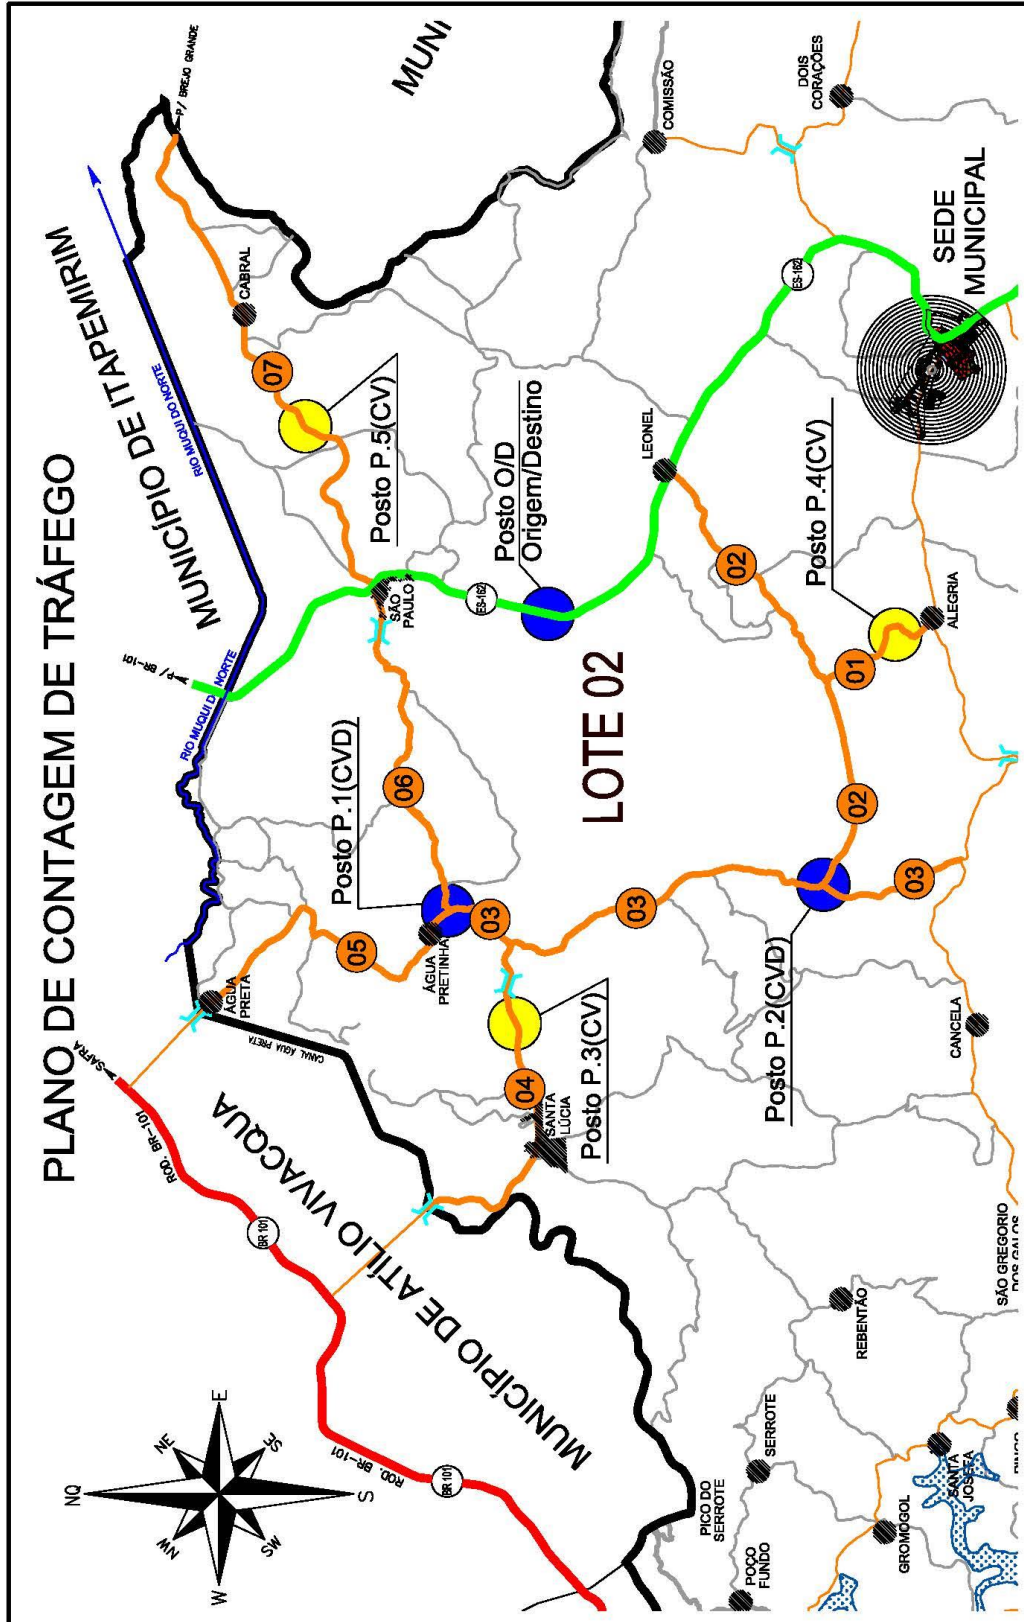 PLANO DE CONTAGEM DE TRÁFEGO
P/ BREJO GRANDE
MUNI
MUNICÍPIO DE ITAPEMIRIM
RIO MUQUI DO NORTE
CABRAL
07
Posto P.5(CV)
COMISSÃO
DOIS
CORAÇÕES
SEDE
MUNICIPAL
ES-162
LEONEL
Posto O/D
Origem/Destino
ES-162
SÃO
PAULO
P/ BR-101
RIO MUQUI D
NORTE
Posto P.4(CV)
02
01
ALEGRIA
LOTE 02
06
Posto P.1(CVD)
02
03
03
03
05
ÁGUA
PRETINHA
ÁGUA
PRETA
SAFRA
CANAL ÁGUA PRETA
Posto P.2(CVD)
Posto P.3(CV)
04
SANTA
LÚCIA
CANCELA
ROD. BR-101
BR 101
MUNICÍPIO DE ATÍLIO VIVACQUA
ROD. BR-101
BR 101
SÃO GREGORIO
DOS GALOS
REBENTÃO
SERROTE
PICO DO
SERROTE
POÇO
FUNDO
GROMOGOL
SANTA
JOSEFA
NQ
NE
E
SE
S
SW
W
NW